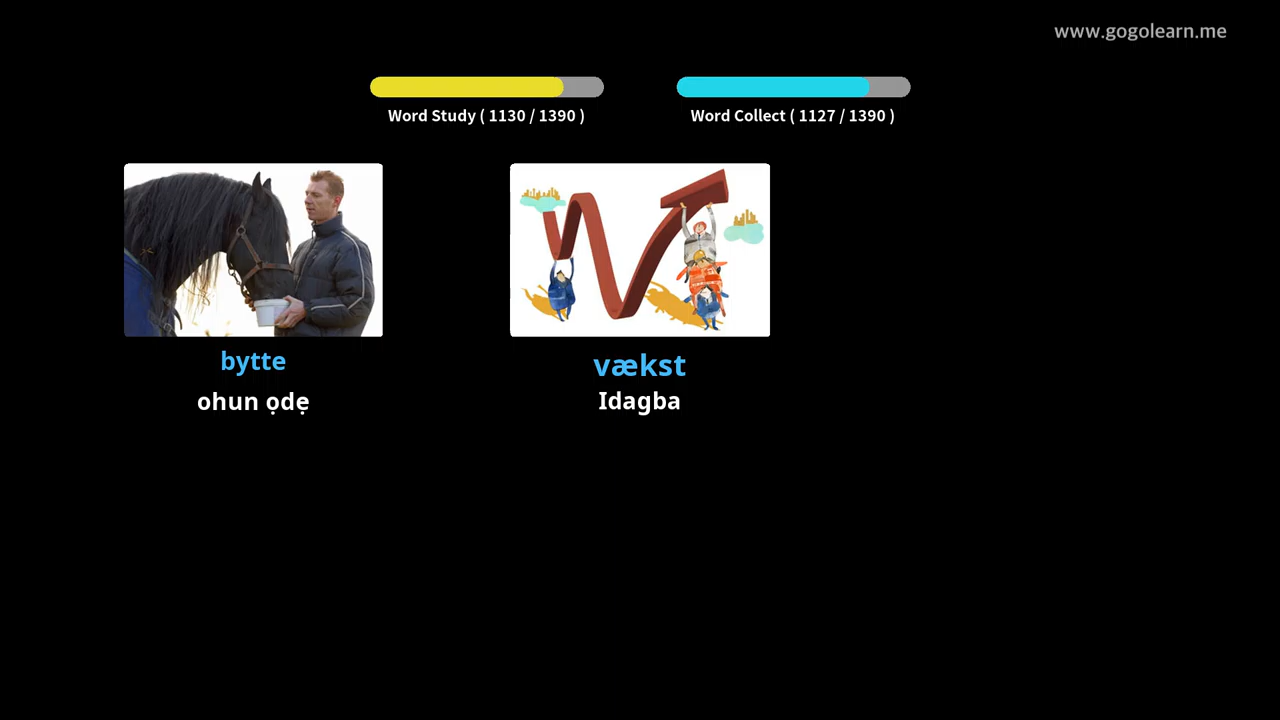 www.gogolearn.me
Word Study ( 1130 / 1390 )
Word Collect ( 1127 / 1390 )
bytte
ohun ọdẹ
vækst
Idagba